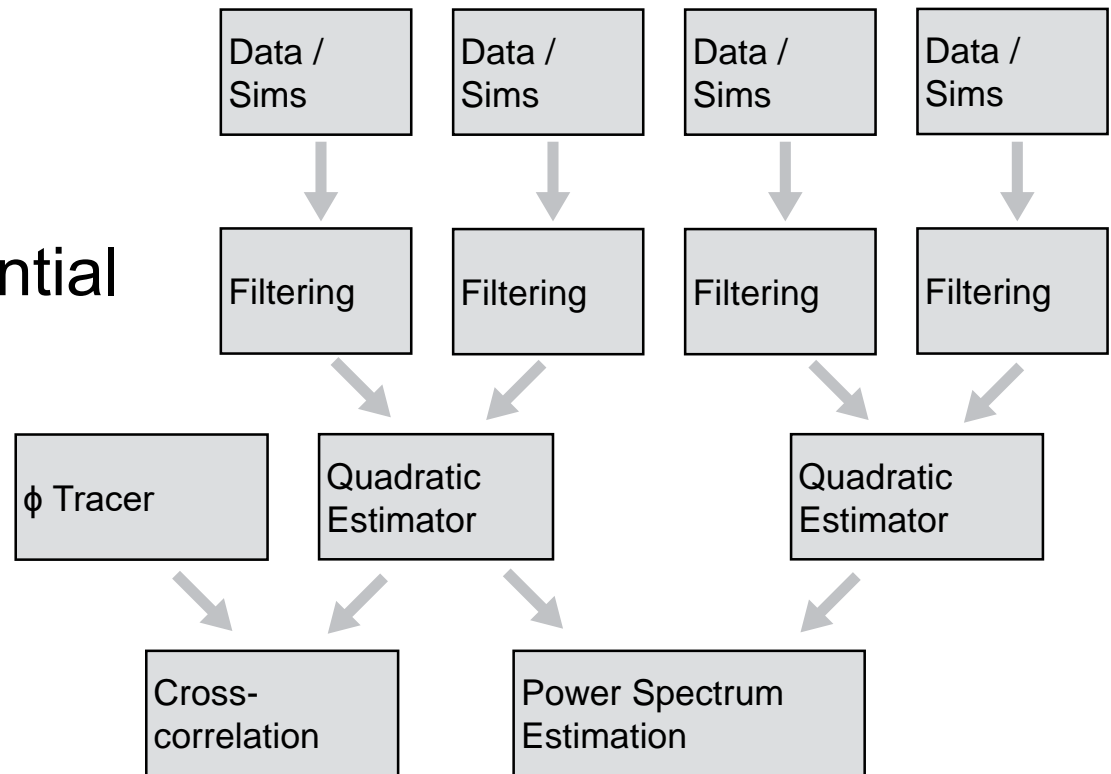 Data /
Sims
Data /
Sims
Data /
Sims
Data /
Sims
ntial
Filtering
Filtering
Filtering
Filtering
ϕ Tracer
Quadratic
Estimator
Quadratic
Estimator
Cross-
correlation
Power Spectrum
Estimation